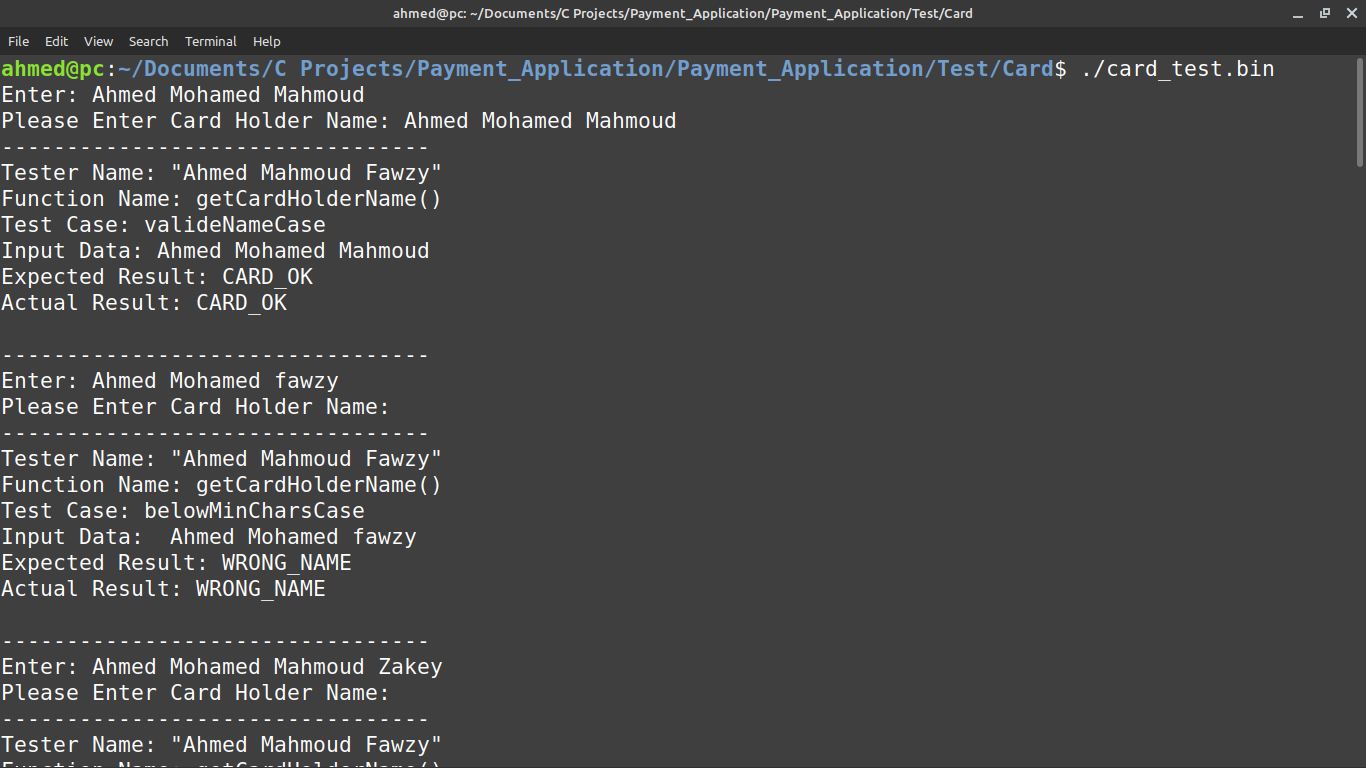 ahmed@pc: ~/Documents/C Projects/Payment_Application/Payment_Application/Test/Card
File Edit View Search Terminal Help
ahmed@pc:~/Documents/C Projects/Payment_Application/Payment_Application/Test/Card$ ./card_test.bin
Enter: Ahmed Mohamed Mahmoud
Please Enter Card Holder Name: Ahmed Mohamed Mahmoud
---------------------------------
Tester Name: "Ahmed Mahmoud Fawzy"
Function Name: getCardHolderName()
Test Case: valideNameCase
Input Data: Ahmed Mohamed Mahmoud
Expected Result: CARD_OK
Actual Result: CARD_OK
---------------------------------
Enter: Ahmed Mohamed fawzy
Please Enter Card Holder Name:
---------------------------------
Tester Name: "Ahmed Mahmoud Fawzy"
Function Name: getCardHolderName()
Test Case: belowMinCharsCase
Input Data:  Ahmed Mohamed fawzy
Expected Result: WRONG_NAME
Actual Result: WRONG_NAME
---------------------------------
Enter: Ahmed Mohamed Mahmoud Zakey
Please Enter Card Holder Name:
---------------------------------
Tester Name: "Ahmed Mahmoud Fawzy"
Function Name: getCardHolderName()